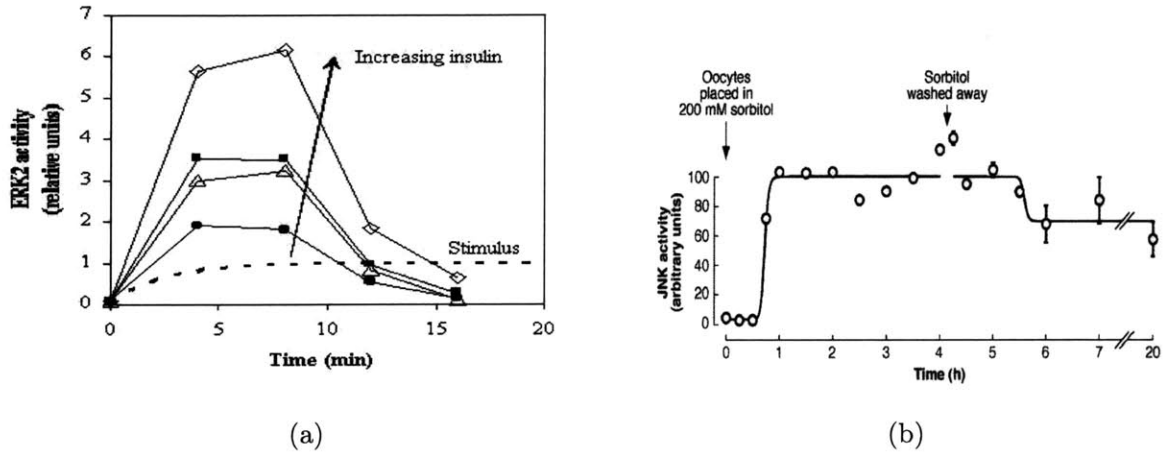 7
6
5
4
3
2
1
0
ERK2 activity
(relative units)
Increasing insulin
Stimulus
0 5 10 15 20
Time (min)
(a)
Oocytes
placed in
200 mM sorbitol
Sorbitol
washed away
100
80
60
40
20
0
JNK activity
(arbitrary units)
0 1 2 3 4 5 6 7 20
Time (h)
(b)